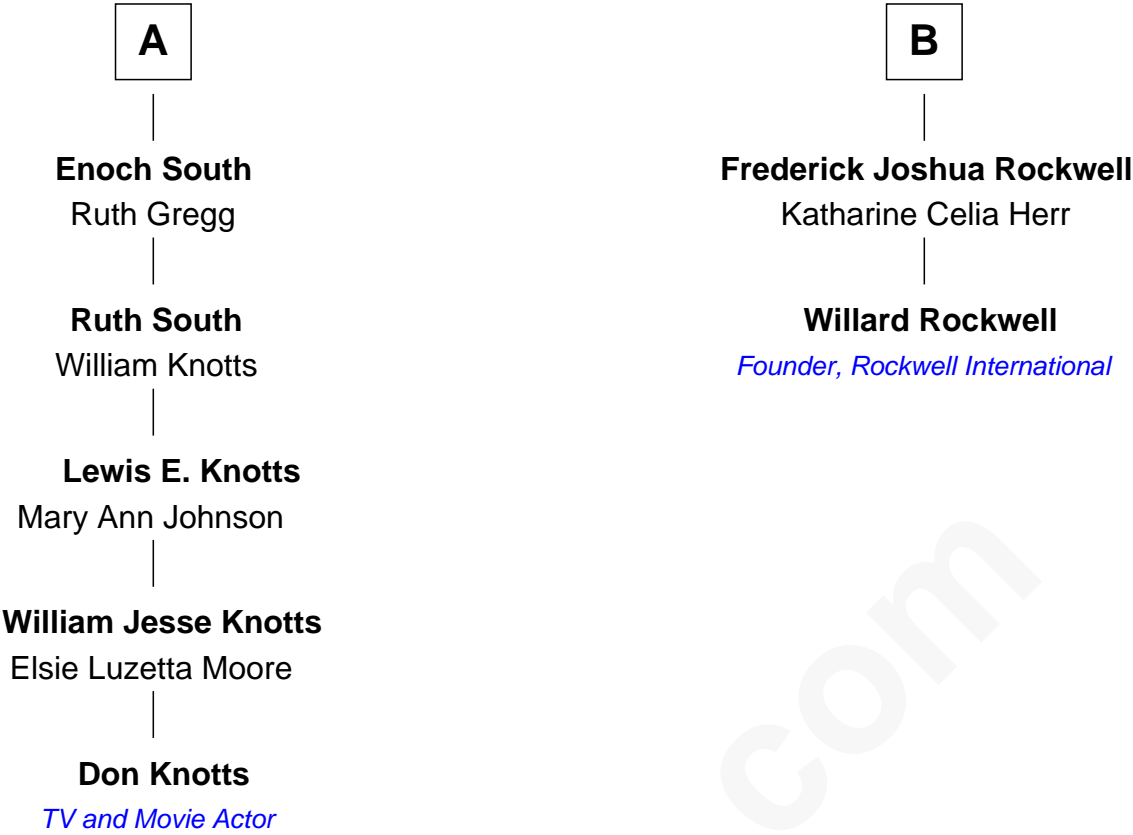 A
Enoch South
Ruth Gregg
Ruth South
William Knotts
Lewis E. Knotts
Mary Ann Johnson
William Jesse Knotts
Elsie Luzetta Moore
Don Knotts
TV and Movie Actor
B
Frederick Joshua Rockwell
Katharine Celia Herr
Willard Rockwell
Founder, Rockwell International
com